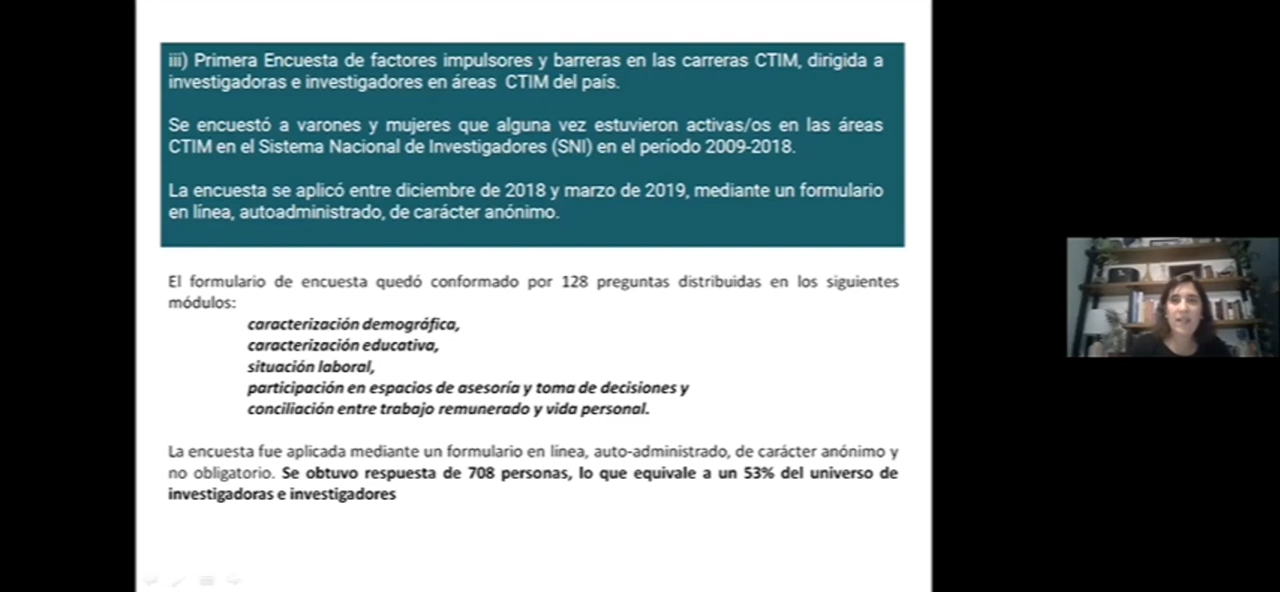 iii) Primera Encuesta de factores impulsores y barreras en las carreras CTIM, dirigida a
investigadoras e investigadores en áreas CTIM del país.
Se encuestó a varones y mujeres que alguna vez estuvieron activas/os en las áreas
CTIM en el Sistema Nacional de Investigadores (SNI) en el período 2009-2018.
La encuesta se aplicó entre diciembre de 2018 y marzo de 2019, mediante un formulario
en línea, autoadministrado, de carácter anónimo.
El formulario de encuesta quedó conformado por 128 preguntas distribuidas en los siguientes
módulos:
caracterización demográfica,
caracterización educativa,
situación laboral,
participación en espacios de asesoría y toma de decisiones y
conciliación entre trabajo remunerado y vida personal.
La encuesta fue aplicada mediante un formulario en línea, auto-administrado, de carácter anónimo y
no obligatorio. Se obtuvo respuesta de 708 personas, lo que equivale a un 53% del universo de
investigadoras e investigadores